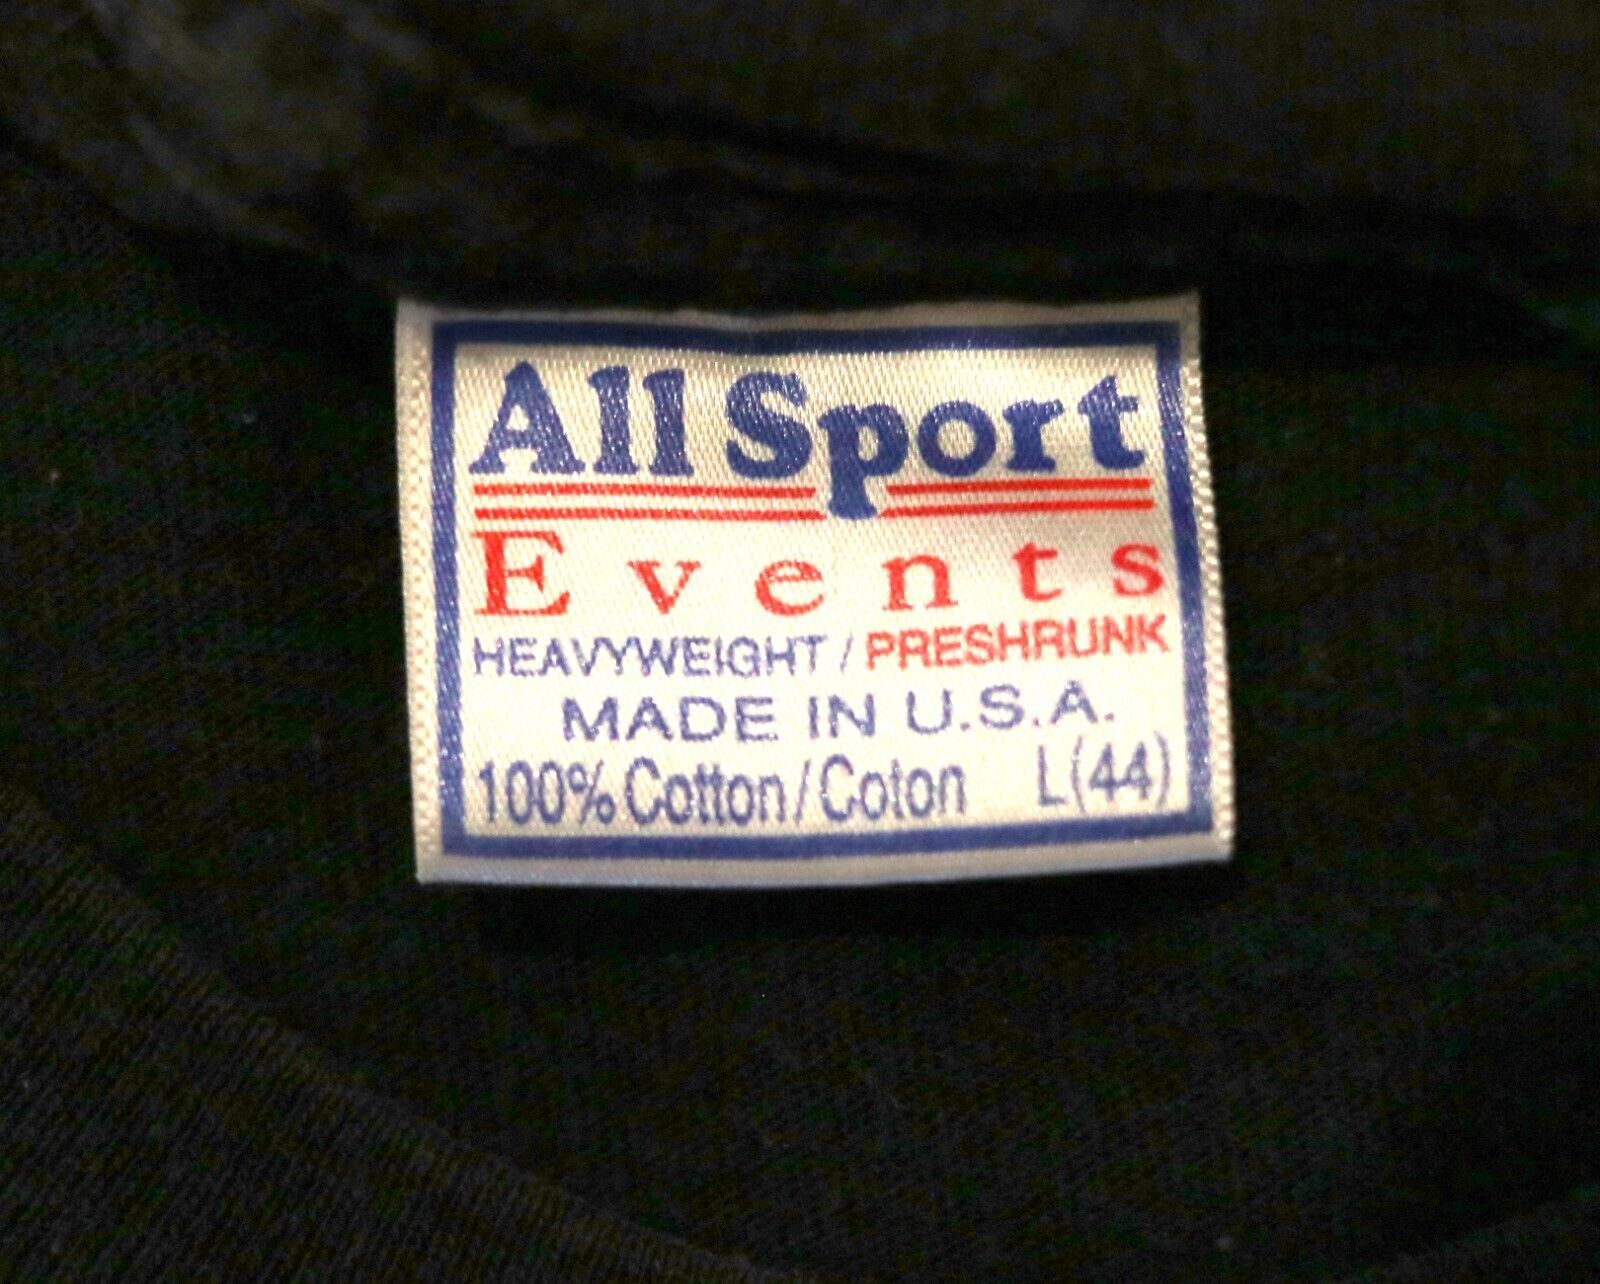 All Sport
Events
HEAVYWEIGHT / PRESHRUNK
MADE IN U.S.A.
100% Cotton/Coton L(44)